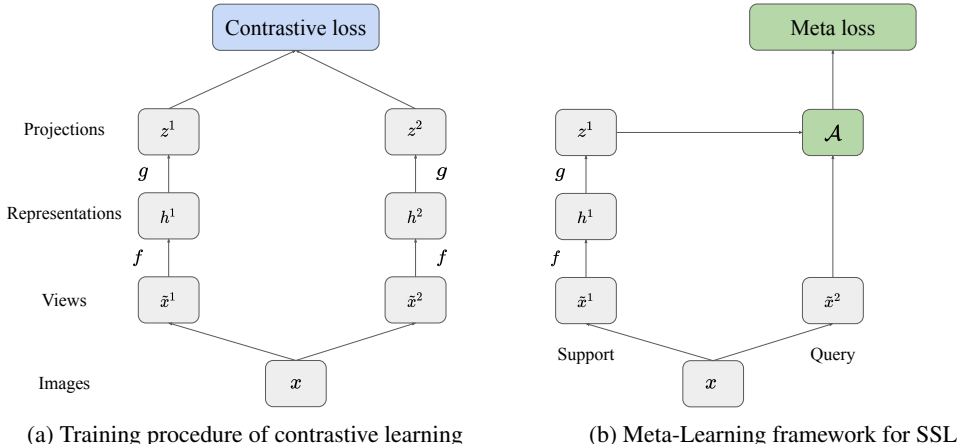 Contrastive loss
Meta loss
Projections
z¹
z²
z¹
𝒜
g
g
g
Representations
h¹
h²
h¹
f
f
f
Views
x̃¹
x̃²
x̃¹
x̃²
Support
Query
Images
x
x
(a) Training procedure of contrastive learning
(b) Meta-Learning framework for SSL